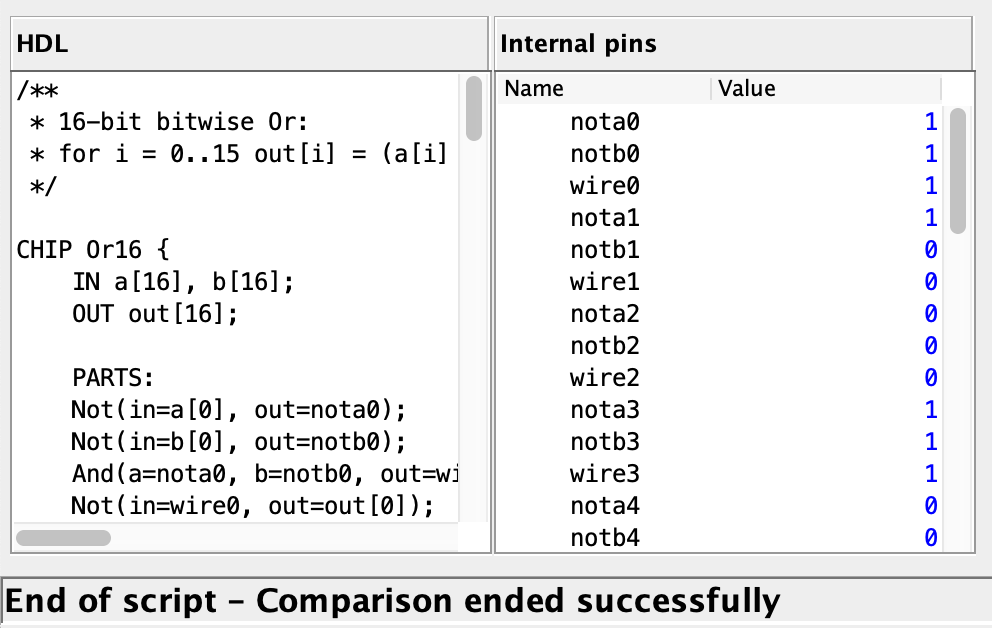 HDL
/**
* 16-bit bitwise Or:
* for i = 0..15 out[i] = (a[i]
*/
CHIP Or16 {
IN a[16], b[16];
OUT out[16];
PARTS:
Not(in=a[0], out=nota0);
Not(in=b[0], out=notb0);
And(a=nota0, b=notb0, out=wi
Not(in=wire0, out=out[0]);
Internal pins
Name Value
nota0 1
notb0 1
wire0 1
nota1 1
notb1 0
wire1 0
nota2 0
notb2 0
wire2 0
nota3 1
notb3 1
wire3 1
nota4 0
notb4 0
End of script – Comparison ended successfully